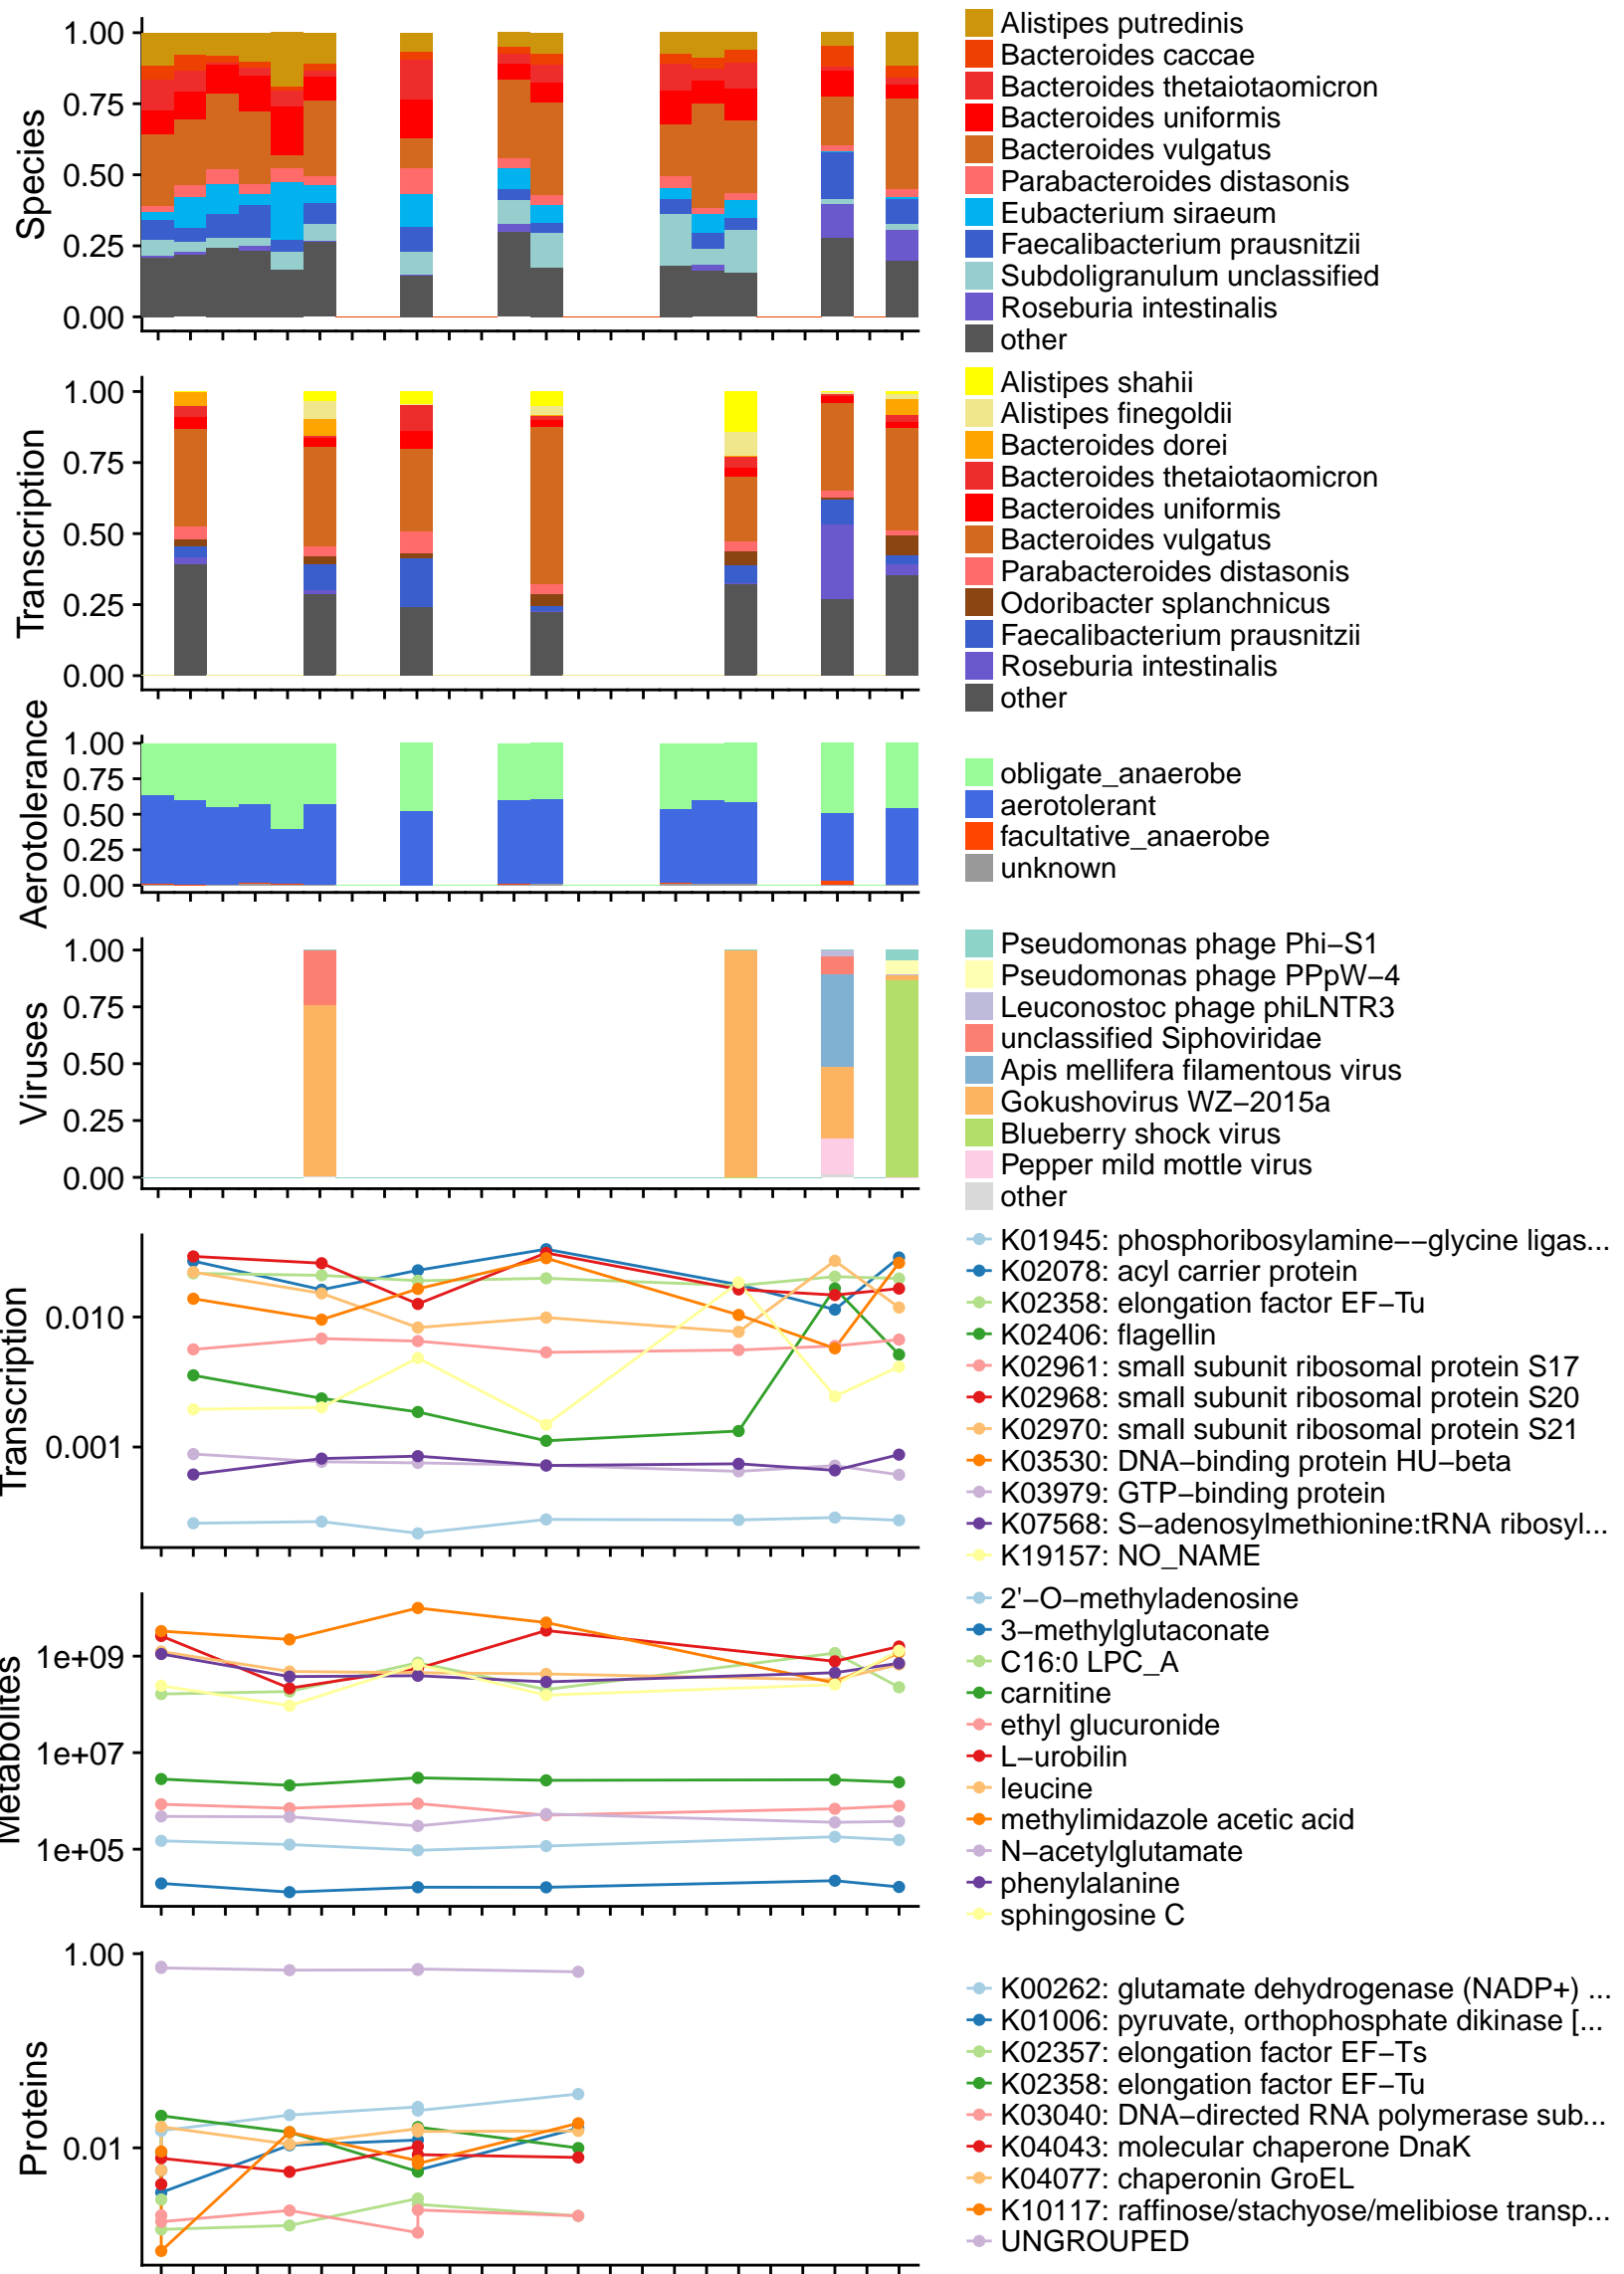 Species
1.00
0.75
0.50
0.25
0.00
Alistipes putredinis
Bacteroides caccae
Bacteroides thetaiotaomicron
Bacteroides uniformis
Bacteroides vulgatus
Parabacteroides distasonis
Eubacterium siraeum
Faecalibacterium prausnitzii
Subdoligranulum unclassified
Roseburia intestinalis
other
Transcription
1.00
0.75
0.50
0.25
0.00
Alistipes shahii
Alistipes finegoldii
Bacteroides dorei
Bacteroides thetaiotaomicron
Bacteroides uniformis
Bacteroides vulgatus
Parabacteroides distasonis
Odoribacter splanchnicus
Faecalibacterium prausnitzii
Roseburia intestinalis
other
Aerotolerance
1.00
0.75
0.50
0.25
0.00
obligate_anaerobe
aerotolerant
facultative_anaerobe
unknown
Viruses
1.00
0.75
0.50
0.25
0.00
Pseudomonas phage Phi−S1
Pseudomonas phage PPpW−4
Leuconostoc phage phiLNTR3
unclassified Siphoviridae
Apis mellifera filamentous virus
Gokushovirus WZ−2015a
Blueberry shock virus
Pepper mild mottle virus
other
Transcription
0.010
0.001
K01945: phosphoribosylamine−−glycine ligas...
K02078: acyl carrier protein
K02358: elongation factor EF−Tu
K02406: flagellin
K02961: small subunit ribosomal protein S17
K02968: small subunit ribosomal protein S20
K02970: small subunit ribosomal protein S21
K03530: DNA−binding protein HU−beta
K03979: GTP−binding protein
K07568: S−adenosylmethionine:tRNA ribosyl...
K19157: NO_NAME
Metabolites
1e+09
1e+07
1e+05
2'−O−methyladenosine
3−methylglutaconate
C16:0 LPC_A
carnitine
ethyl glucuronide
L−urobilin
leucine
methylimidazole acetic acid
N−acetylglutamate
phenylalanine
sphingosine C
Proteins
1.00
0.01
K00262: glutamate dehydrogenase (NADP+) ...
K01006: pyruvate, orthophosphate dikinase [...
K02357: elongation factor EF−Ts
K02358: elongation factor EF−Tu
K03040: DNA−directed RNA polymerase sub...
K04043: molecular chaperone DnaK
K04077: chaperonin GroEL
K10117: raffinose/stachyose/melibiose transp...
UNGROUPED